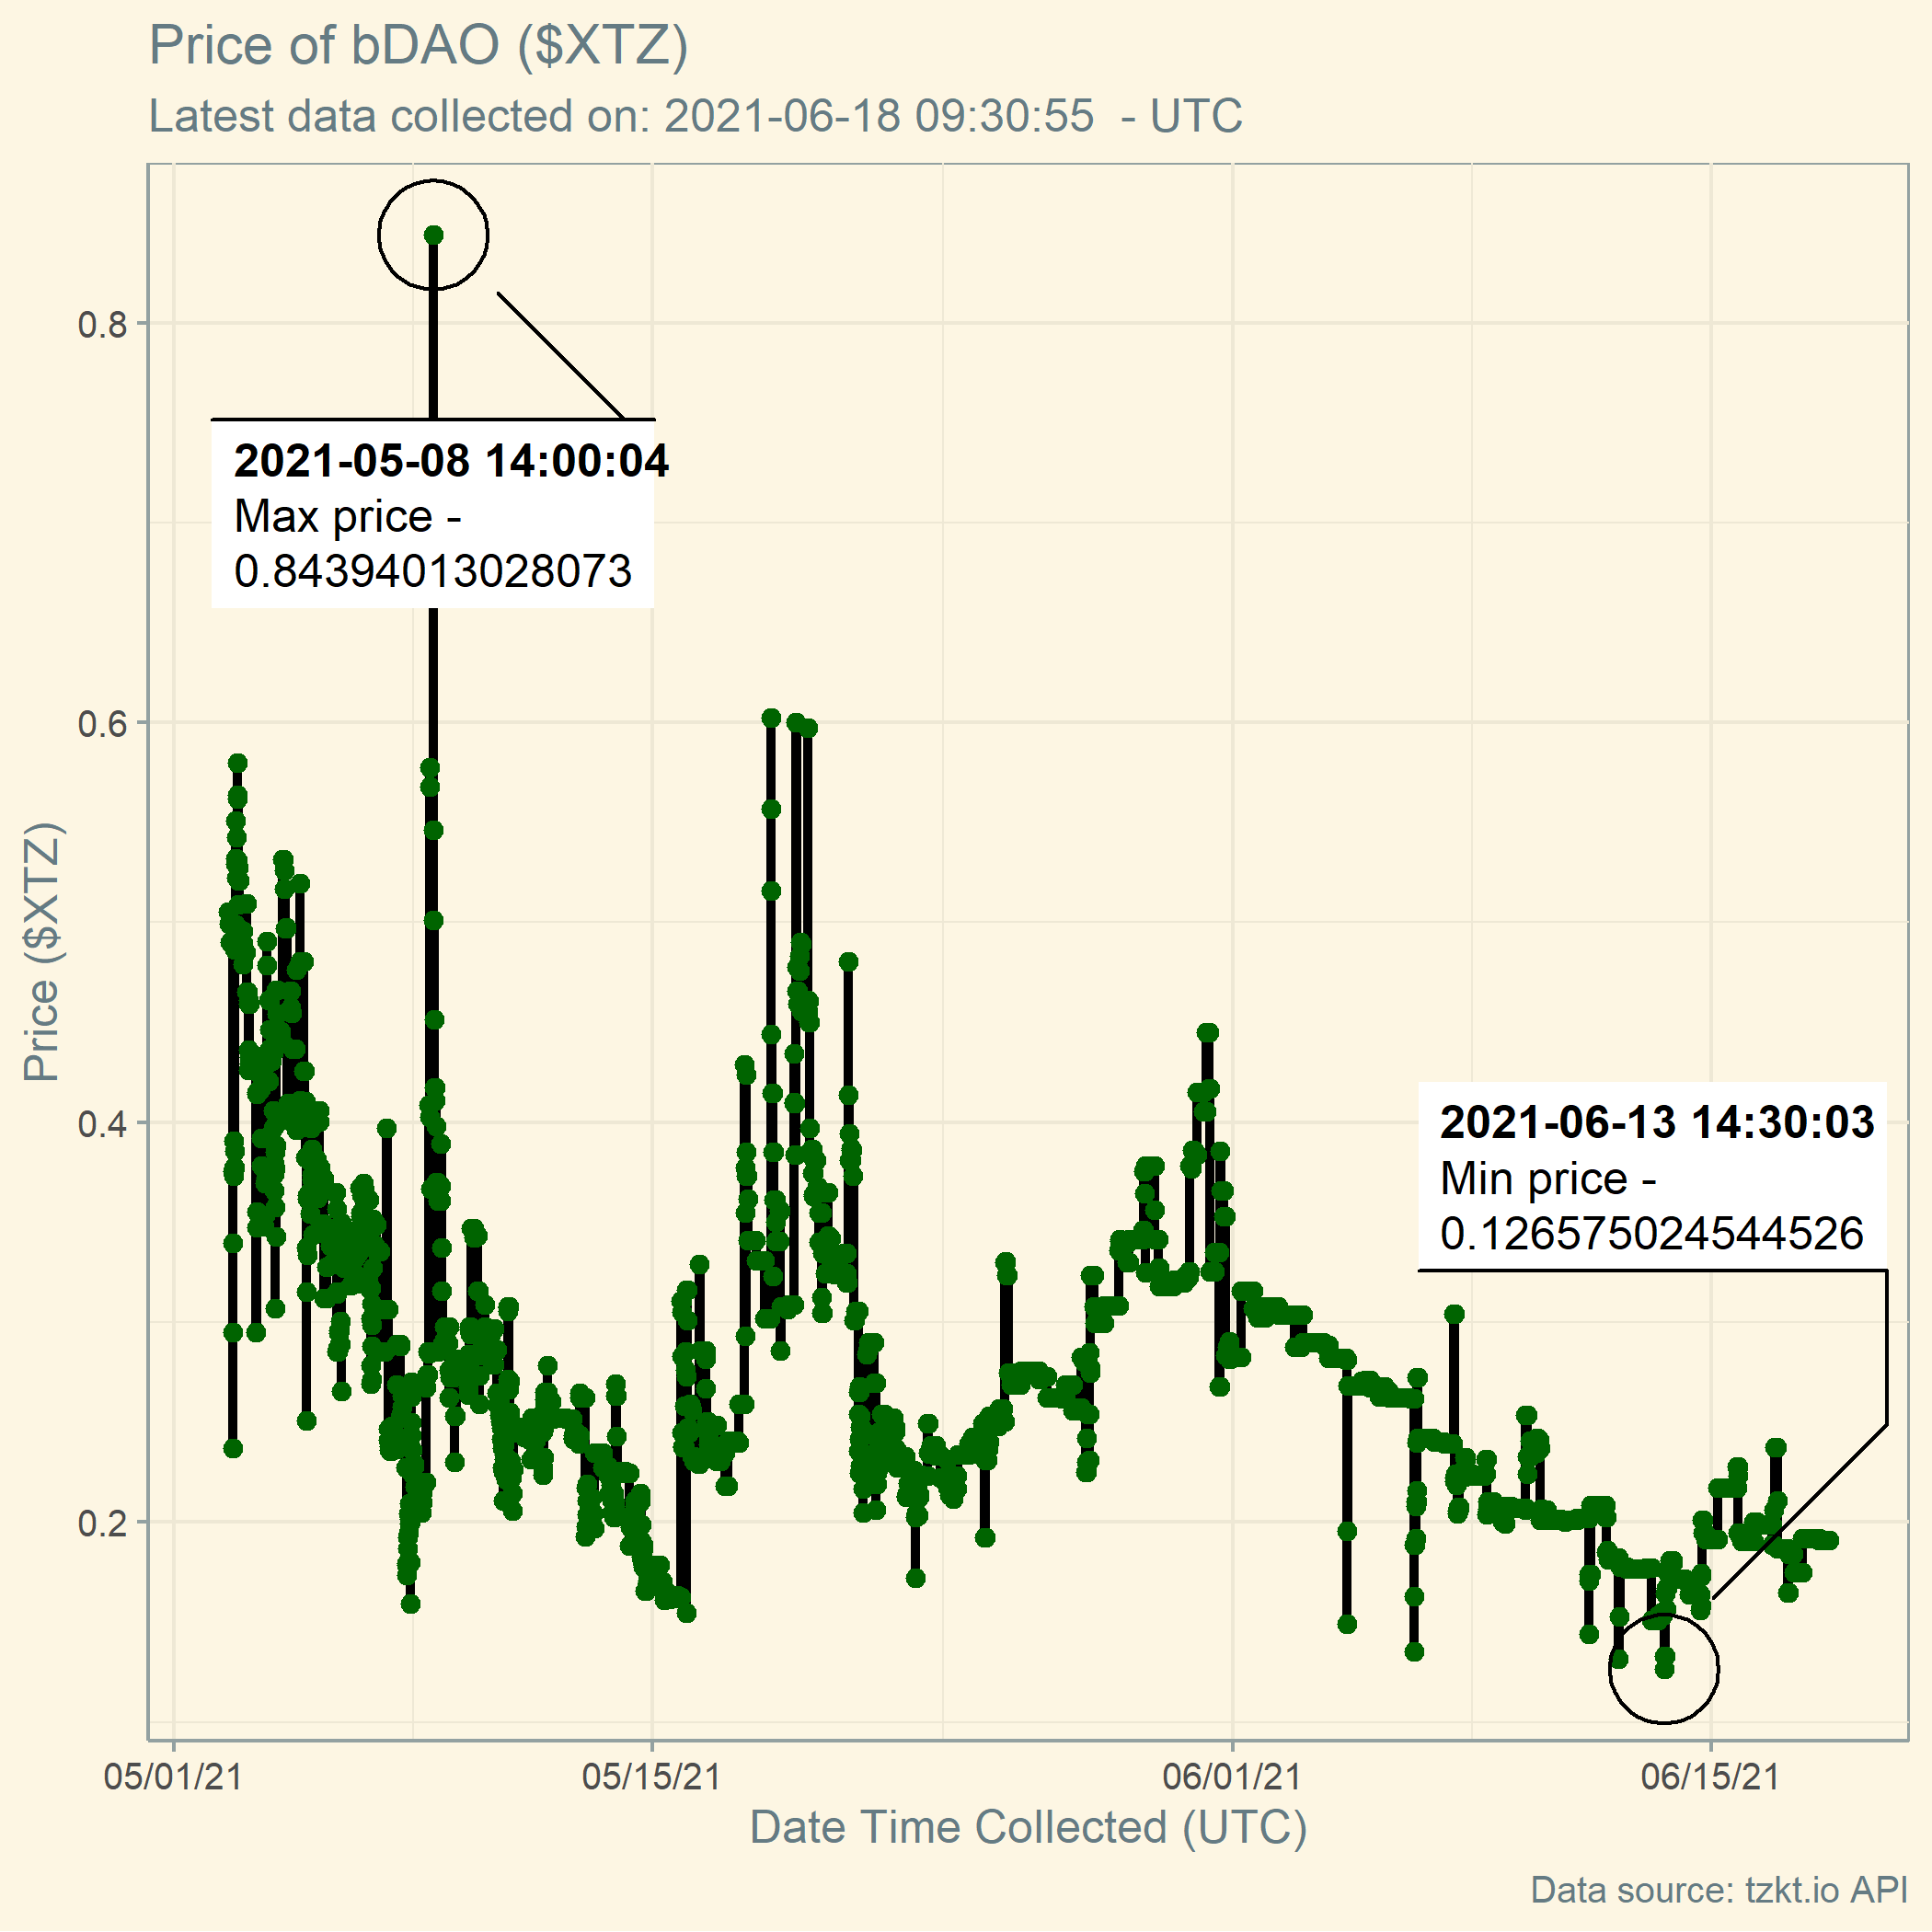 Price of bDAO ($XTZ)
Latest data collected on: 2021-06-18 09:30:55  - UTC
0.8
0.6
0.4
0.2
Price ($XTZ)
2021-05-08 14:00:04
Max price -
0.84394013028073
2021-06-13 14:30:03
Min price -
0.126575024544526
05/01/21
05/15/21
06/01/21
06/15/21
Date Time Collected (UTC)
Data source: tzkt.io API